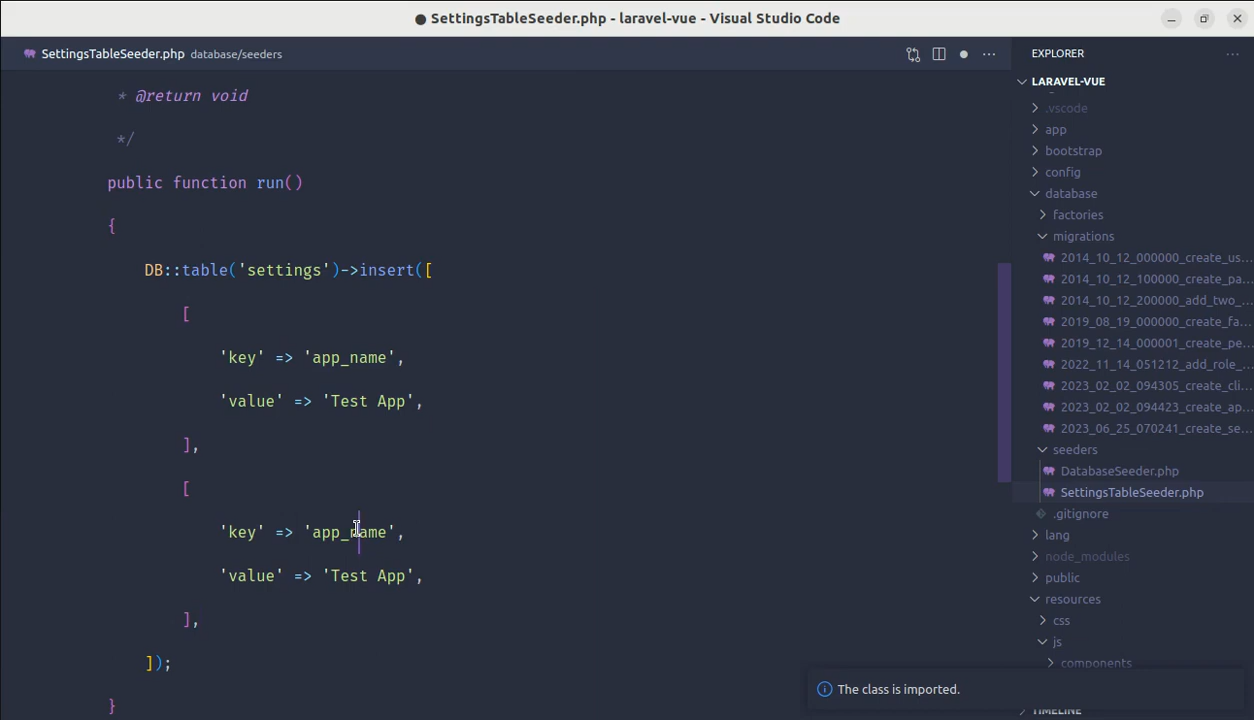 ● SettingsTableSeeder.php - laravel-vue - Visual Studio Code
SettingsTableSeeder.php database/seeders
* @return void
*/
public function run()
{
DB::table('settings')->insert([
[
'key' => 'app_name',
'value' => 'Test App',
],
[
'key' => 'app_name',
'value' => 'Test App',
],
]);
}
EXPLORER
LARAVEL-VUE
.vscode
app
bootstrap
config
database
factories
migrations
2014_10_12_000000_create_us...
2014_10_12_100000_create_pa...
2014_10_12_200000_add_two_...
2019_08_19_000000_create_fa...
2019_12_14_000001_create_pe...
2022_11_14_051212_add_role_...
2023_02_02_094305_create_cli...
2023_02_02_094423_create_ap...
2023_06_25_070241_create_se...
seeders
DatabaseSeeder.php
SettingsTableSeeder.php
.gitignore
lang
node_modules
public
resources
css
js
components
The class is imported.
TIMELINE